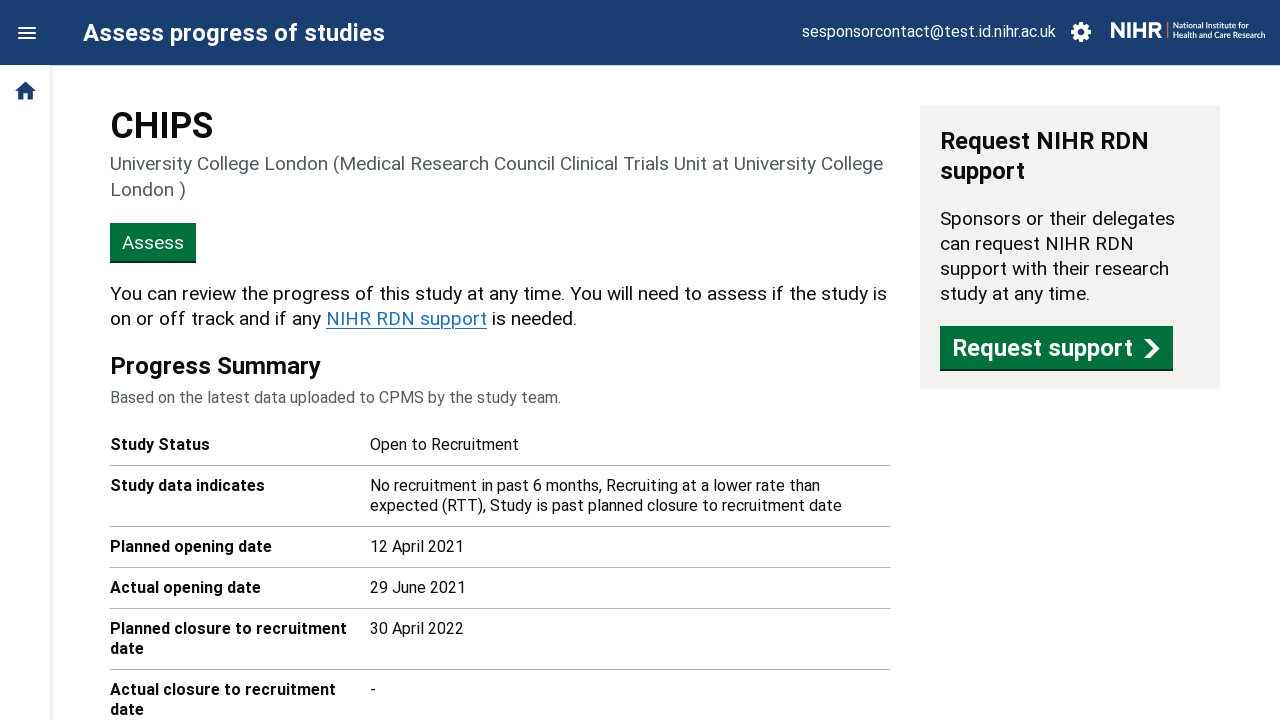 Assess progress of studies
sesponsorcontact@test.id.nihr.ac.uk
NIHR | National Institute for
Health and Care Research
CHIPS
University College London (Medical Research Council Clinical Trials Unit at University College
London )
Assess
You can review the progress of this study at any time. You will need to assess if the study is
on or off track and if any NIHR RDN support is needed.
Progress Summary
Based on the latest data uploaded to CPMS by the study team.
Study Status
Open to Recruitment
Study data indicates
No recruitment in past 6 months, Recruiting at a lower rate than
expected (RTT), Study is past planned closure to recruitment date
Planned opening date
12 April 2021
Actual opening date
29 June 2021
Planned closure to recruitment
date
30 April 2022
Actual closure to recruitment
date
-
Request NIHR RDN
support
Sponsors or their delegates
can request NIHR RDN
support with their research
study at any time.
Request support